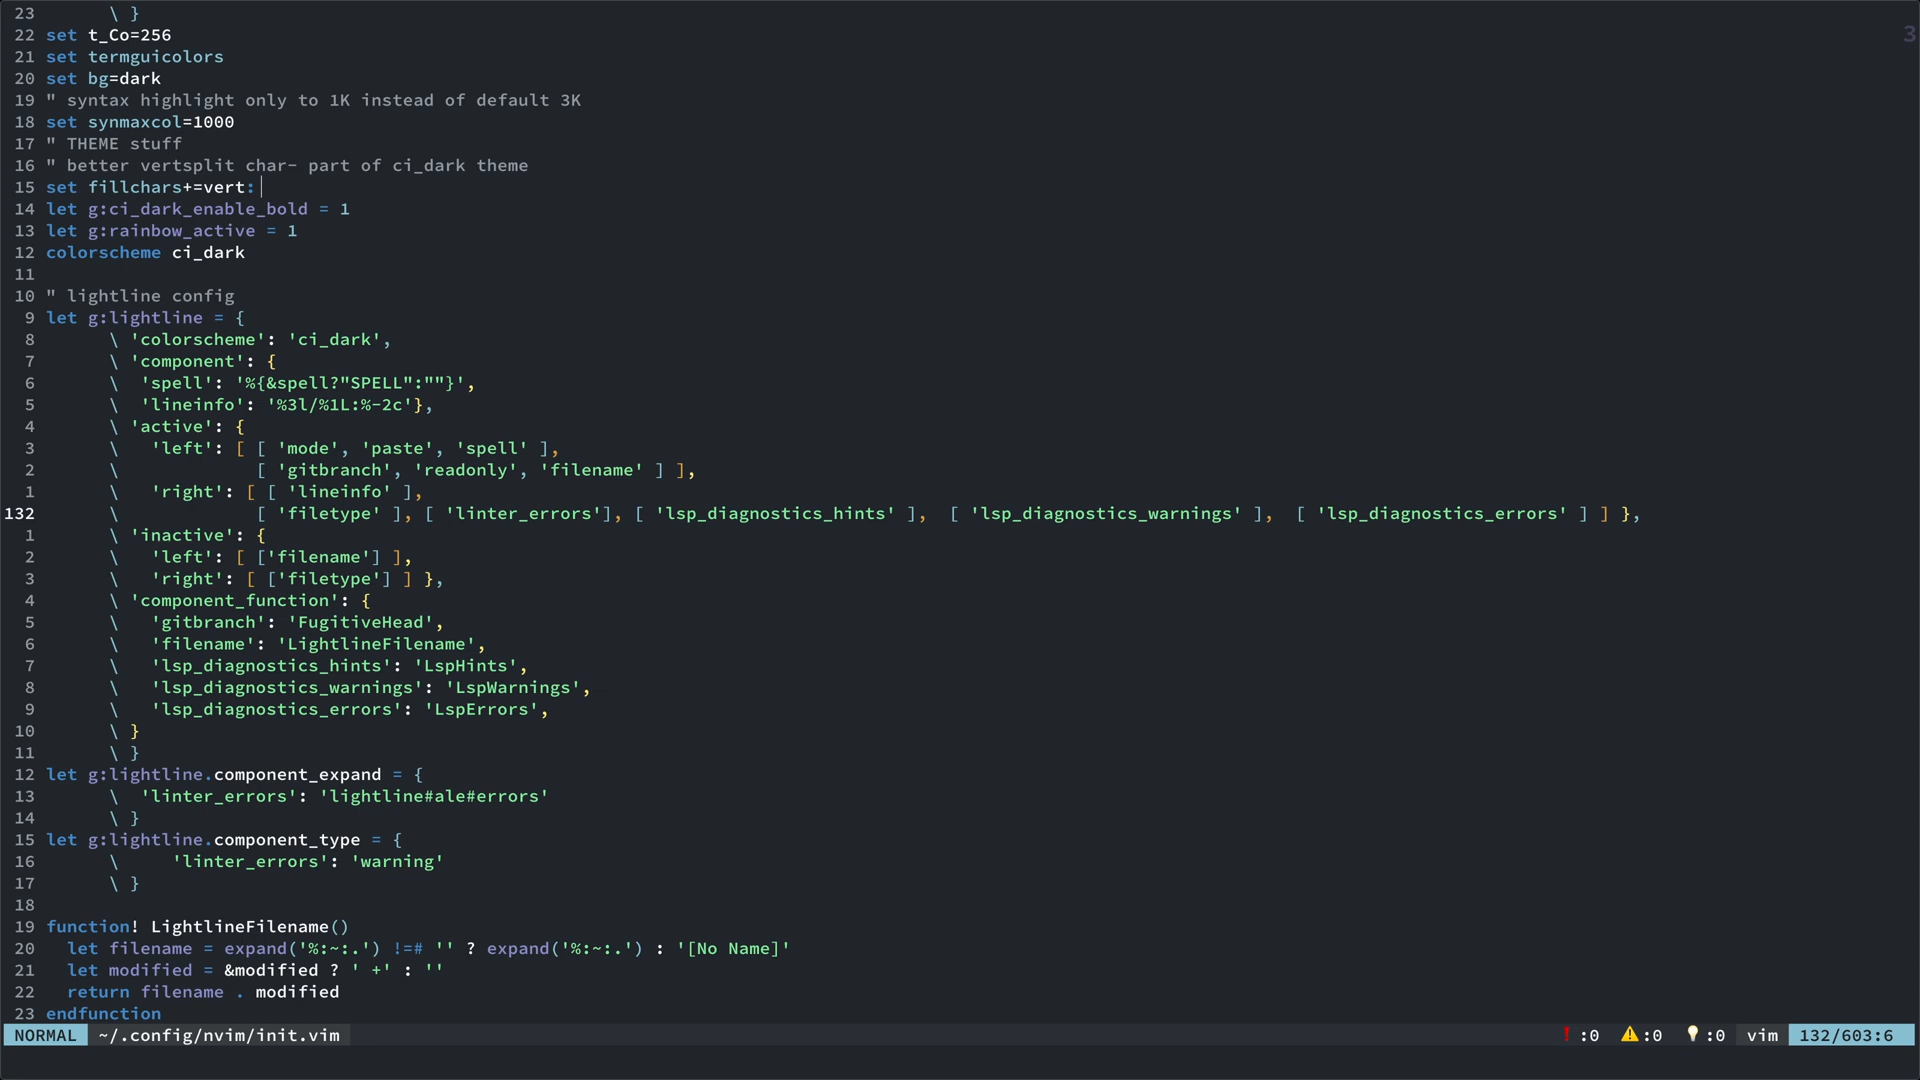 23       \ }
22 set t_Co=256
21 set termguicolors
20 set bg=dark
3
19 " syntax highlight only to 1K instead of default 3K
18 set synmaxcol=1000
17 " THEME stuff
16 " better vertsplit char- part of ci_dark theme
15 set fillchars+=vert:│
14 let g:ci_dark_enable_bold = 1
13 let g:rainbow_active = 1
12 colorscheme ci_dark
11
10 " lightline config
9 let g:lightline = {
8       \ 'colorscheme': 'ci_dark',
7       \ 'component': {
6       \  'spell': '%{&spell?"SPELL":""}',
5       \  'lineinfo': '%3l/%1L:%-2c'},
4       \ 'active': {
3       \   'left': [ [ 'mode', 'paste', 'spell' ],
2       \             [ 'gitbranch', 'readonly', 'filename' ] ],
1       \   'right': [ [ 'lineinfo' ],
132       \             [ 'filetype' ], [ 'linter_errors'], [ 'lsp_diagnostics_hints' ],  [ 'lsp_diagnostics_warnings' ],  [ 'lsp_diagnostics_errors' ] ] },
1       \ 'inactive': {
2       \   'left': [ ['filename'] ],
3       \   'right': [ ['filetype'] ] },
4       \ 'component_function': {
5       \   'gitbranch': 'FugitiveHead',
6       \   'filename': 'LightlineFilename',
7       \   'lsp_diagnostics_hints': 'LspHints',
8       \   'lsp_diagnostics_warnings': 'LspWarnings',
9       \   'lsp_diagnostics_errors': 'LspErrors',
10       \ }
11       \ }
12 let g:lightline.component_expand = {
13       \  'linter_errors': 'lightline#ale#errors'
14       \ }
15 let g:lightline.component_type = {
16       \     'linter_errors': 'warning'
17       \ }
18
19 function! LightlineFilename()
20   let filename = expand('%:~:.') !=# '' ? expand('%:~:.') : '[No Name]'
21   let modified = &modified ? ' +' : ''
22   return filename . modified
23 endfunction
NORMAL ~/.config/nvim/init.vim ❗:0 ⚠:0 💡:0 vim 132/603:6